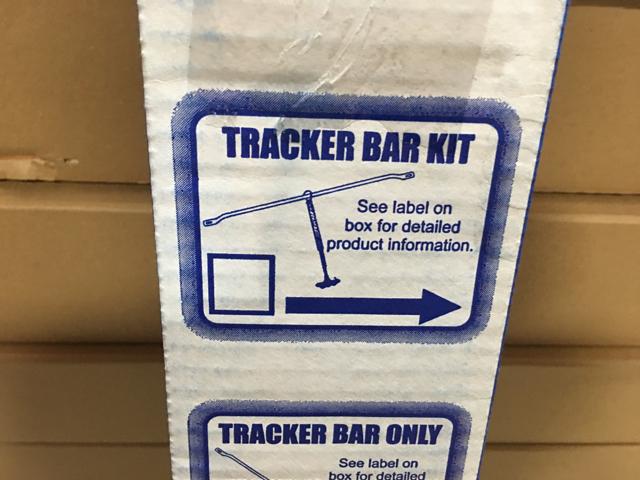 TRACKER BAR KIT
See label on
box for detailed
product information.
TRACKER BAR ONLY
See label on
box for detailed